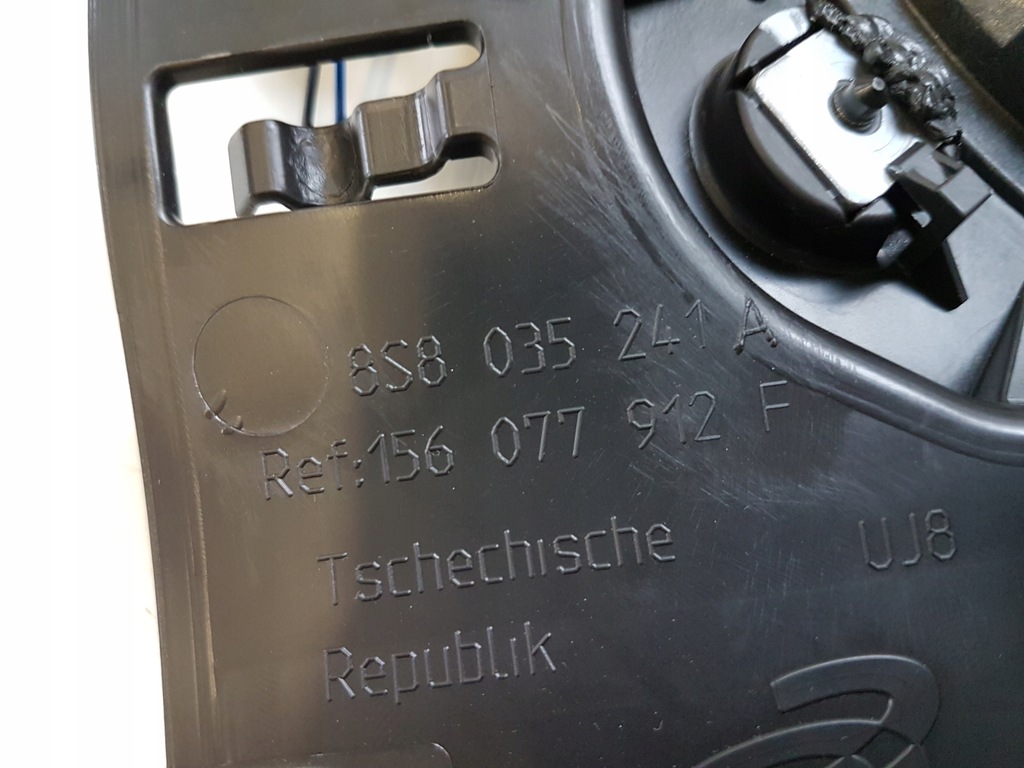 8S8 035 241 A
Ref:156 077 912 F
Tschechische
Republik
UJ8